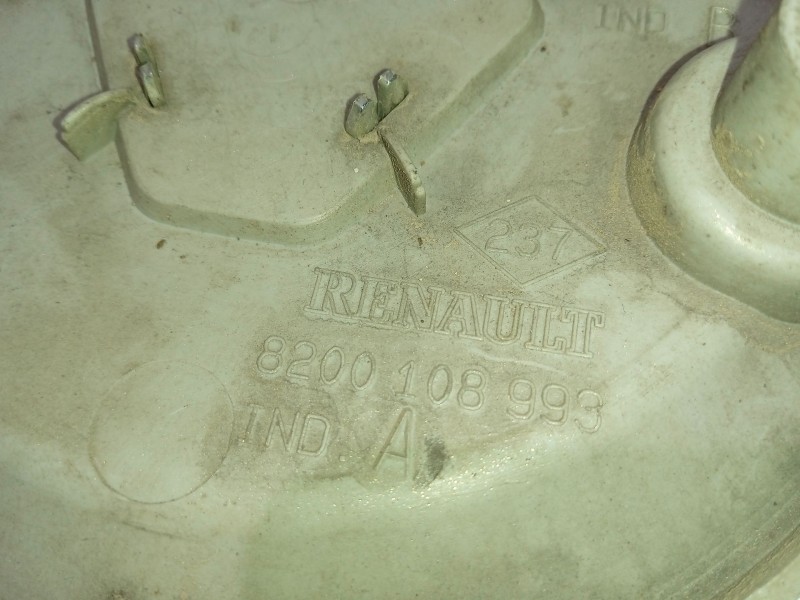 IND B
237
RENAULT
8200 108 993
IND. A